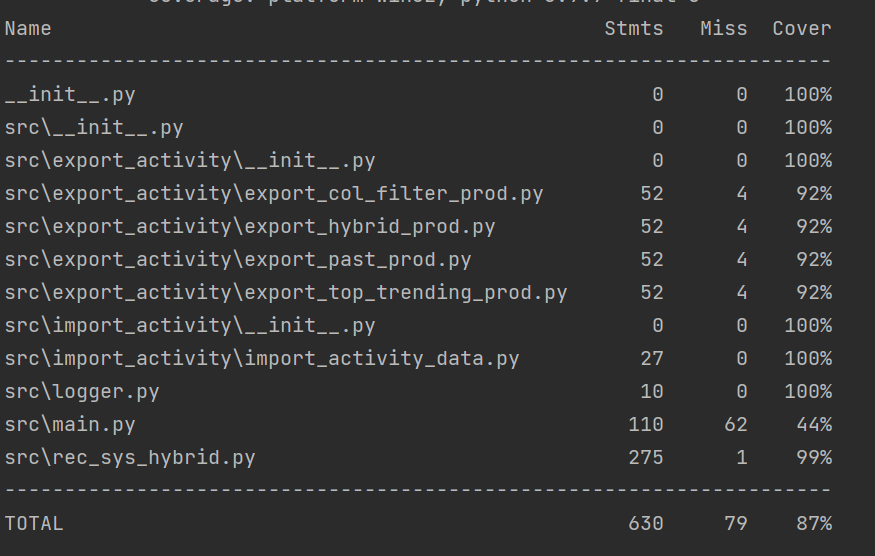 Name Stmts Miss Cover
--------------------------------------------------------------------
__init__.py 0 0 100%
src\__init__.py 0 0 100%
src\export_activity\__init__.py 0 0 100%
src\export_activity\export_col_filter_prod.py 52 4 92%
src\export_activity\export_hybrid_prod.py 52 4 92%
src\export_activity\export_past_prod.py 52 4 92%
src\export_activity\export_top_trending_prod.py 52 4 92%
src\import_activity\__init__.py 0 0 100%
src\import_activity\import_activity_data.py 27 0 100%
src\logger.py 10 0 100%
src\main.py 110 62 44%
src\rec_sys_hybrid.py 275 1 99%
--------------------------------------------------------------------
TOTAL 630 79 87%